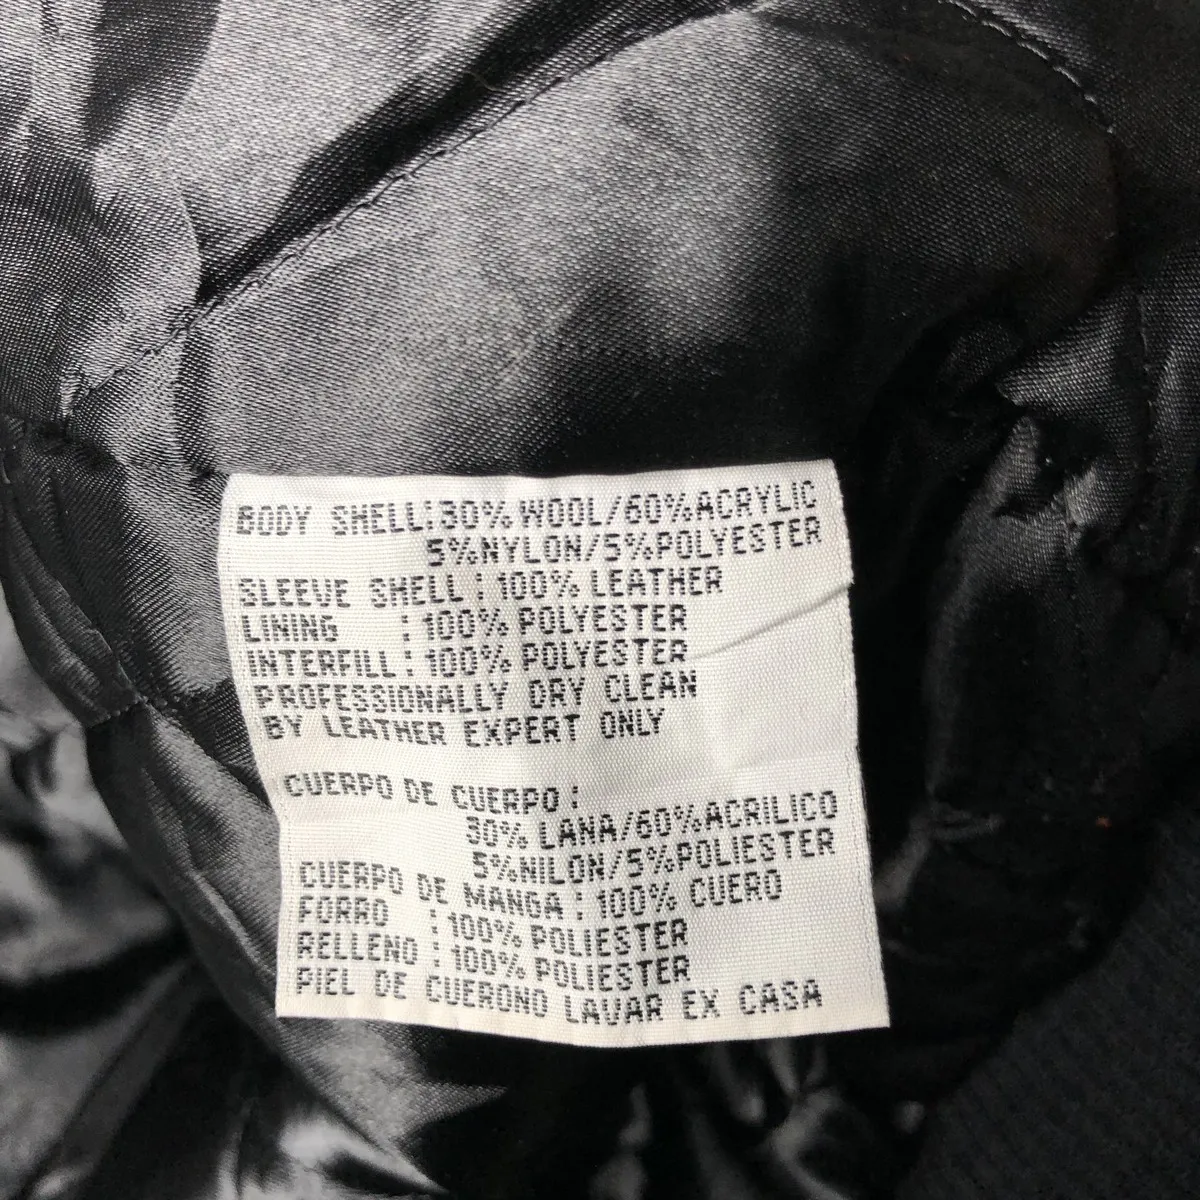 BODY SHELL:30% WOOL/60%ACRYLIC
5%NYLON/5%POLYESTER
SLEEVE SHELL:100% LEATHER
LINING :100% POLYESTER
INTERFILL:100% POLYESTER
PROFESSIONALLY DRY CLEAN
BY LEATHER EXPERT ONLY
CUERPO DE CUERPO:
30% LANA/60%ACRILICO
5%NILON/5%POLIESTER
CUERPO DE MANGA:100% CUERO
FORRO :100% POLIESTER
RELLENO :100% POLIESTER
PIEL DE CUERONO LAVAR EX CASA